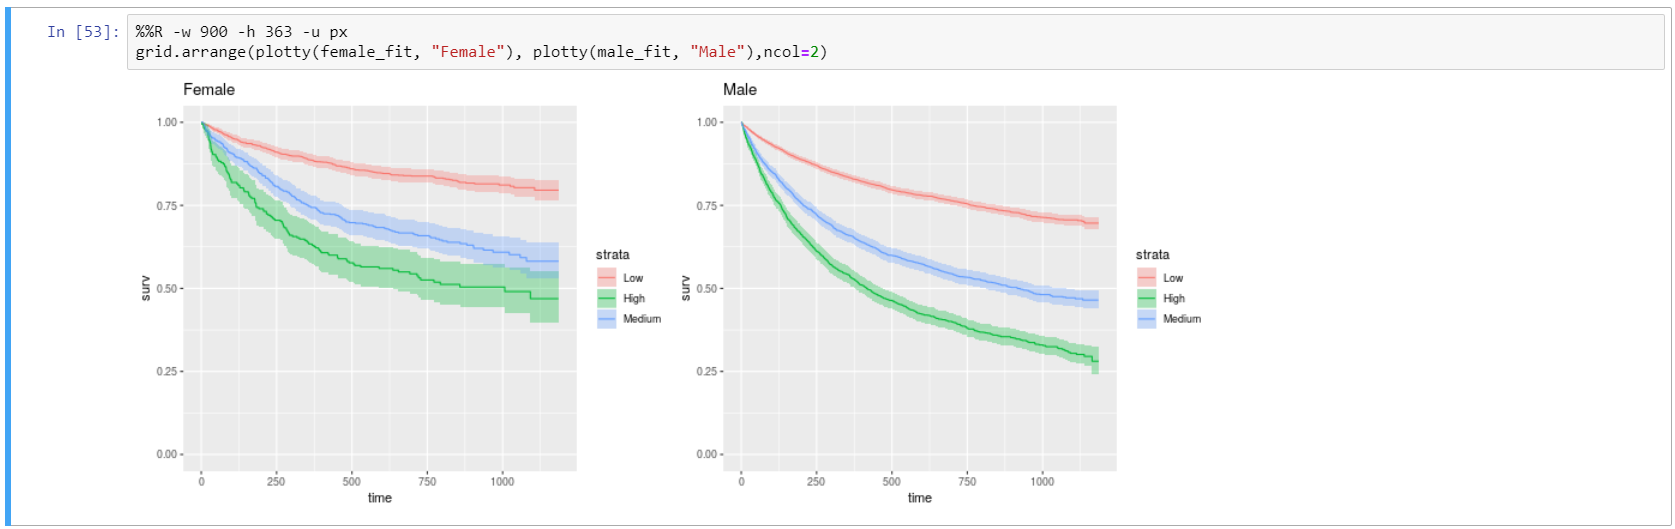 In [53]:
%%R -w 900 -h 363 -u px
grid.arrange(plotty(female_fit, "Female"), plotty(male_fit, "Male"),ncol=2)
Female
1.00
0.75
0.50
0.25
0.00
surv
0 250 500 750 1000
time
strata
Low
High
Medium
Male
1.00
0.75
0.50
0.25
0.00
surv
0 250 500 750 1000
time
strata
Low
High
Medium